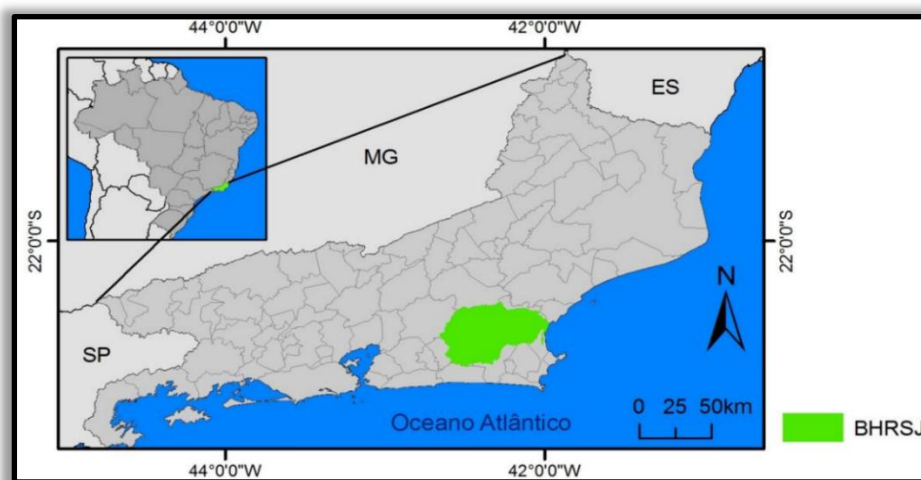 44°0'0"W
42°0'0"W
ES
MG
22°0'0"S
22°0'0"S
N
SP
0 25 50km
Oceano Atlântico
BHRSJ
44°0'0"W
42°0'0"W